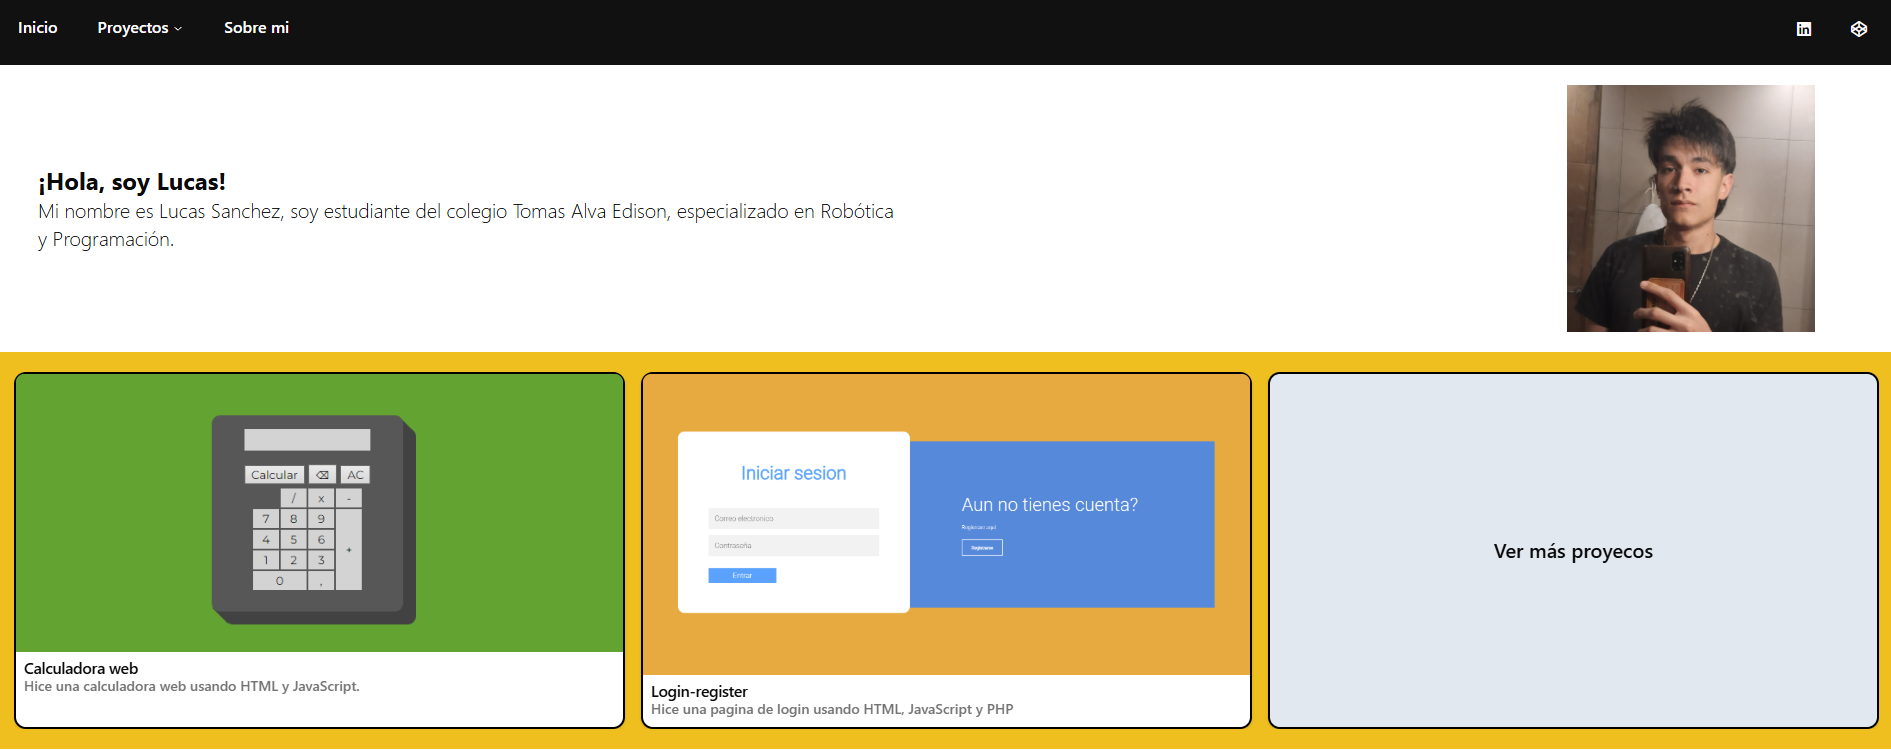 Inicio
Proyectos
Sobre mi
in
¡Hola, soy Lucas!
Mi nombre es Lucas Sanchez, soy estudiante del colegio Tomas Alva Edison, especializado en Robótica
y Programación.
Calcular ⌫ AC
/ x -
7 8 9
4 5 6 +
1 2 3
0 ,
Calculadora web
Hice una calculadora web usando HTML y JavaScript.
Iniciar sesion
Correo electronico
Contraseña
Entrar
Aun no tienes cuenta?
Login-register
Hice una pagina de login usando HTML, JavaScript y PHP
Ver más proyecos